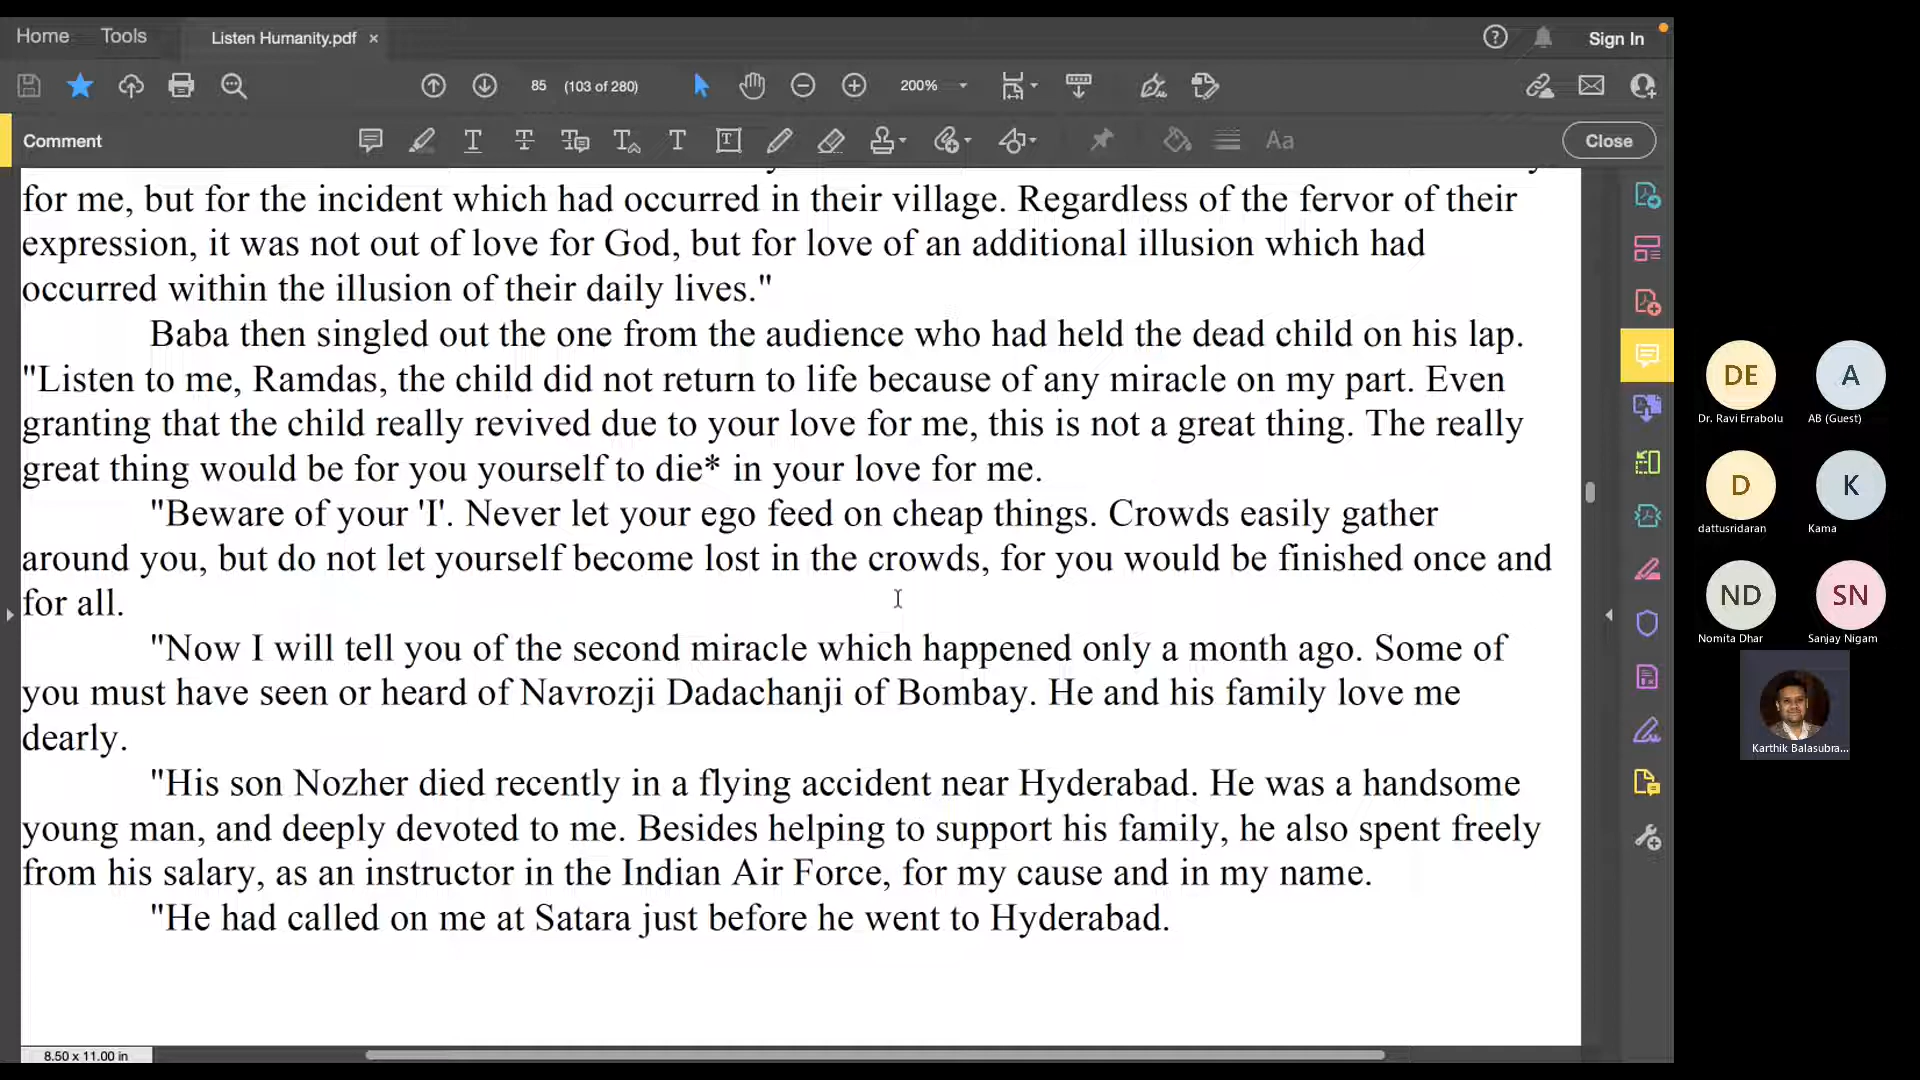 Home Tools Listen Humanity.pdf × Sign In
85 (103 of 280) 200%
Comment Close
for me, but for the incident which had occurred in their village. Regardless of the fervor of their
expression, it was not out of love for God, but for love of an additional illusion which had
occurred within the illusion of their daily lives."
Baba then singled out the one from the audience who had held the dead child on his lap.
"Listen to me, Ramdas, the child did not return to life because of any miracle on my part. Even
granting that the child really revived due to your love for me, this is not a great thing. The really
great thing would be for you yourself to die* in your love for me.
"Beware of your 'I'. Never let your ego feed on cheap things. Crowds easily gather
around you, but do not let yourself become lost in the crowds, for you would be finished once and
for all.
"Now I will tell you of the second miracle which happened only a month ago. Some of
you must have seen or heard of Navrozji Dadachanji of Bombay. He and his family love me
dearly.
"His son Nozher died recently in a flying accident near Hyderabad. He was a handsome
young man, and deeply devoted to me. Besides helping to support his family, he also spent freely
from his salary, as an instructor in the Indian Air Force, for my cause and in my name.
"He had called on me at Satara just before he went to Hyderabad.
8.50 x 11.00 in
DE A
Dr. Ravi Errabolu AB (Guest)
D K
dattusridaran Kama
ND SN
Nomita Dhar Sanjay Nigam
Karthik Balasubra...